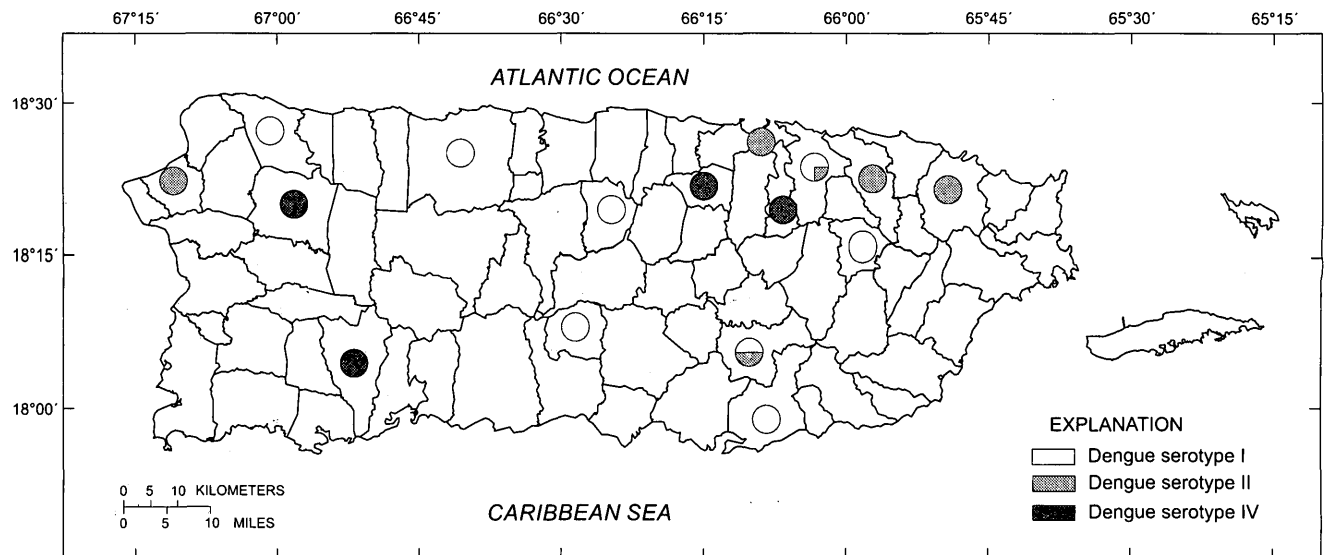 67°15´ 67°00´ 66°45´ 66°30´ 66°15´ 66°00´ 65°45´ 65°30´ 65°15´
ATLANTIC OCEAN
18°30´
18°15´
18°00´
EXPLANATION
Dengue serotype I
Dengue serotype II
Dengue serotype IV
0 5 10 KILOMETERS
0 5 10 MILES
CARIBBEAN SEA